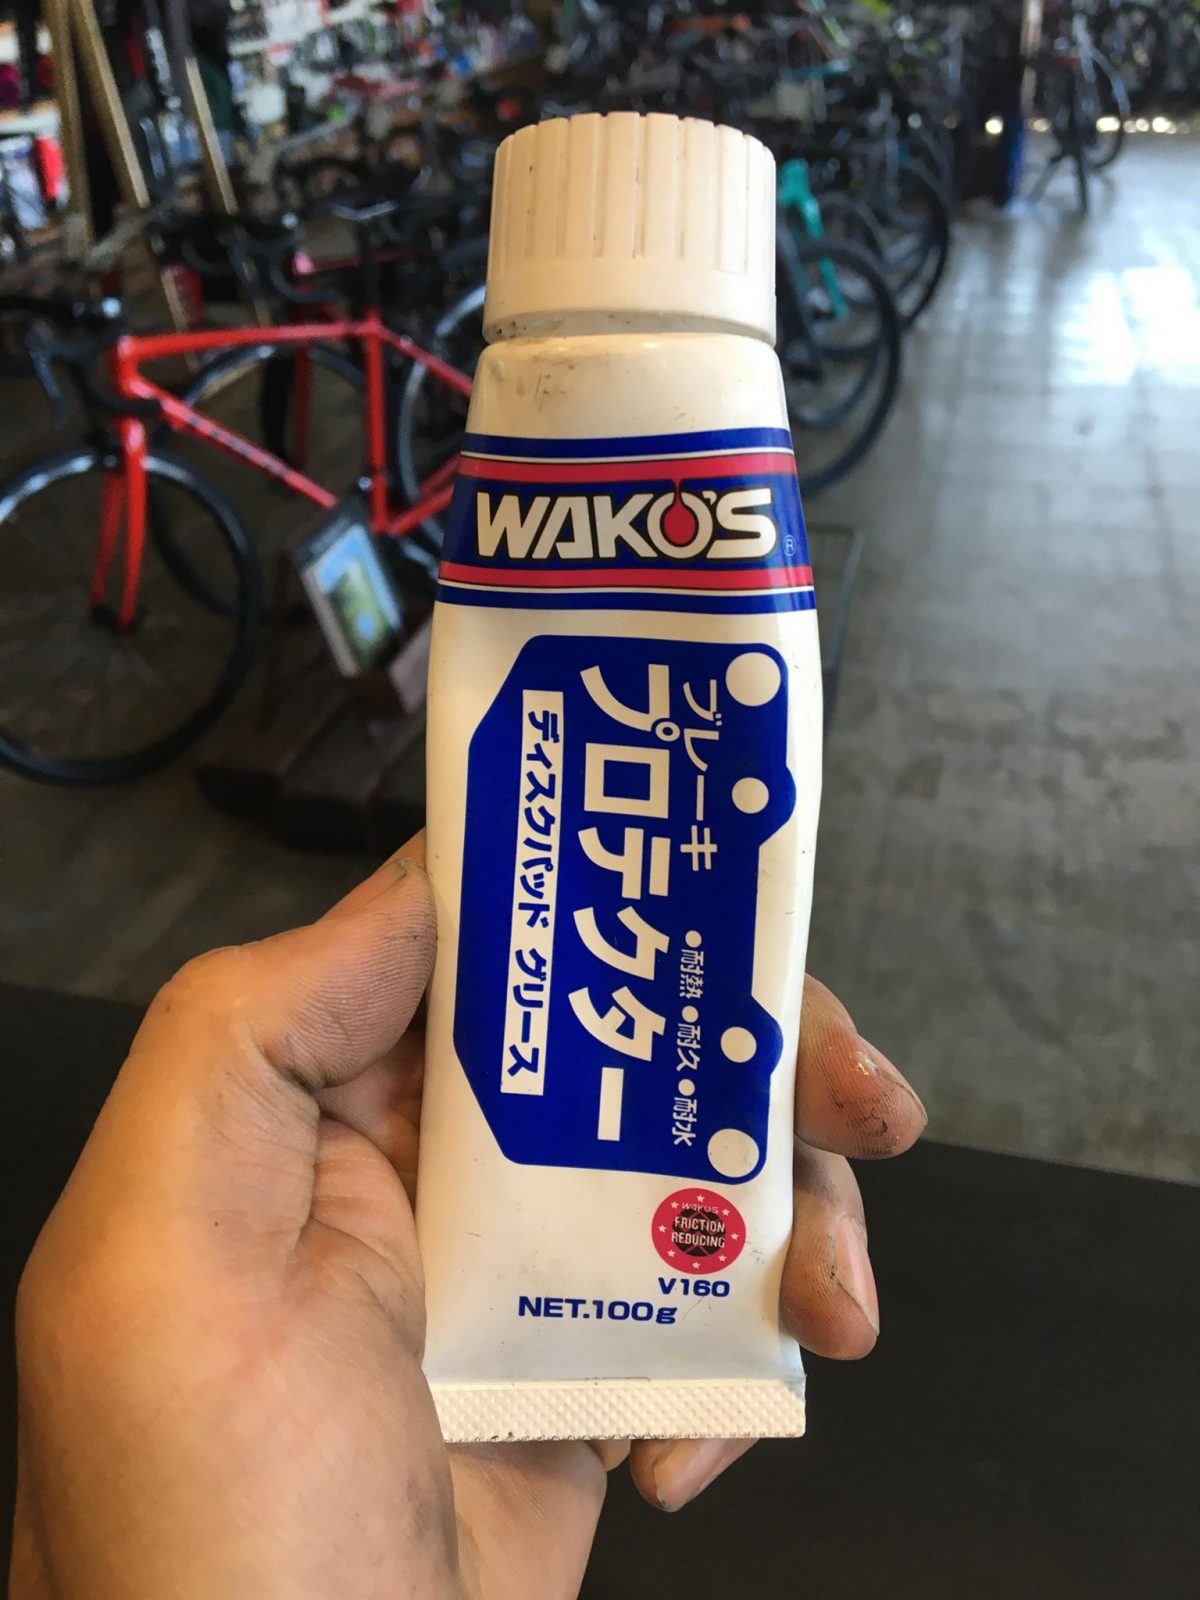 WAKO'S®
ブレーキ
プロテクター
ディスクパッド グリース
●耐熱●耐久●耐水
WAKO'S
FRICTION
REDUCING
V160
NET.100g